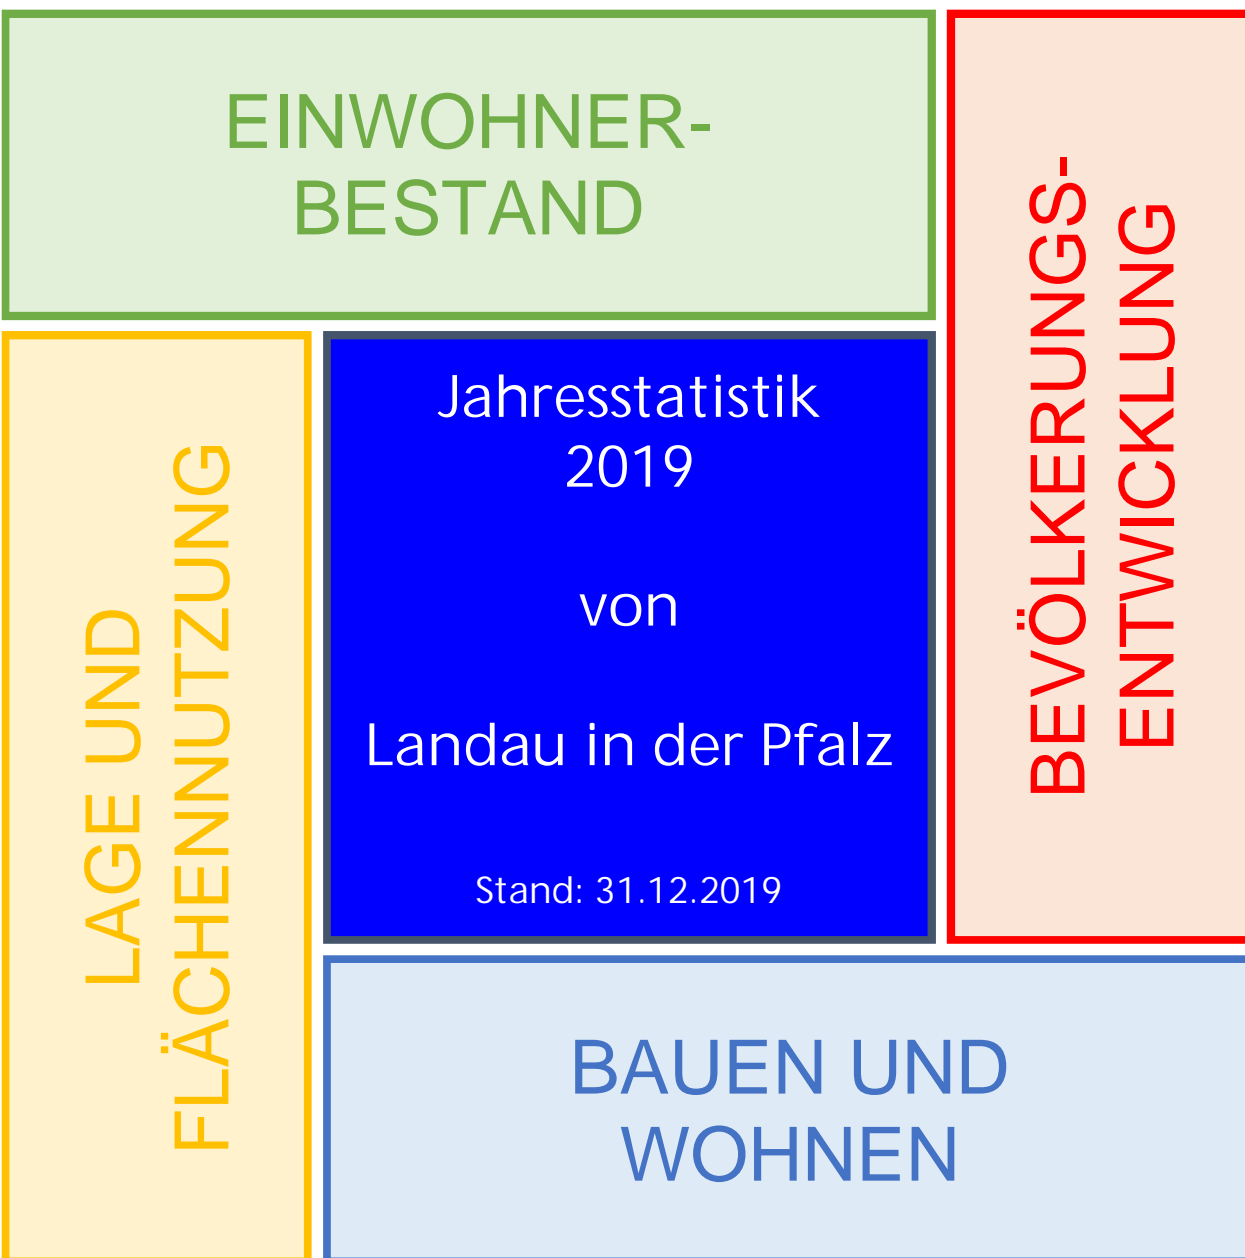 EINWOHNER-
BESTAND
BEVÖLKERUNGS-
ENTWICKLUNG
LAGE UND
FLÄCHENNUTZUNG
Jahresstatistik
2019
von
Landau in der Pfalz
Stand: 31.12.2019
BAUEN UND
WOHNEN